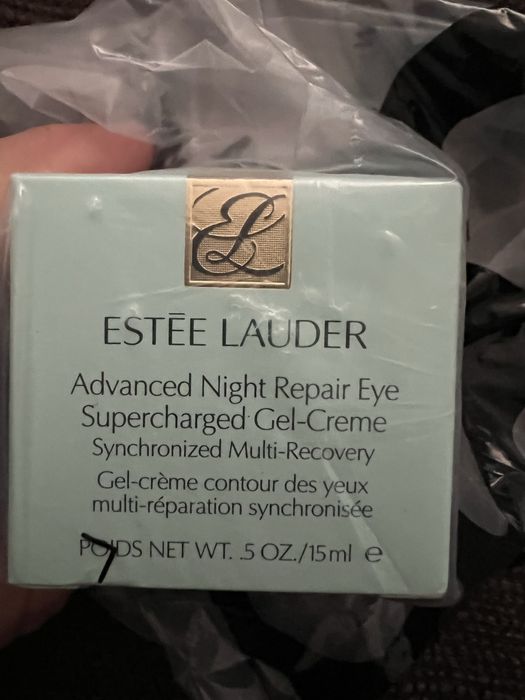 EL
ESTĒE LAUDER
Advanced Night Repair Eye
Supercharged Gel-Creme
Synchronized Multi-Recovery
Gel-crème contour des yeux
multi-réparation synchronisée
POIDS NET WT. .5 OZ./15ml e